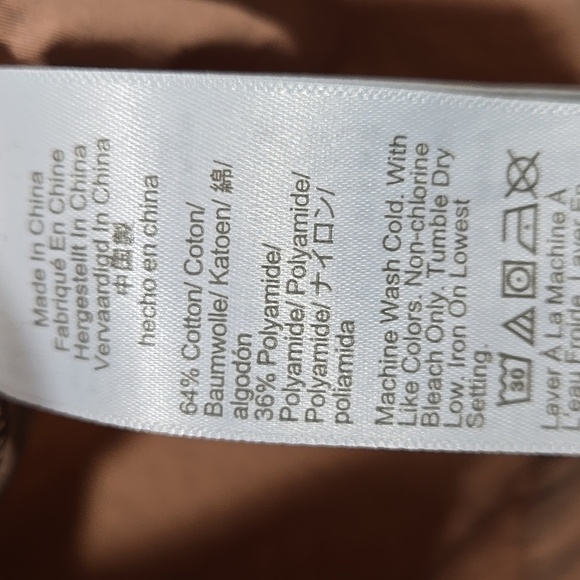 Made In China
Fabriqué En Chine
Hergestellt In China
Vervaardigd In China
中国製
hecho en china
64% Cotton/ Coton/
Baumwolle/ Katoen/ 綿/
algodón
36% Polyamide/
Polyamide/ Polyamide/
Polyamide/ ナイロン/
poliamida
Machine Wash Cold. With
Like Colors. Non-chlorine
Bleach Only. Tumble Dry
Low. Iron On Lowest
Setting.
30
Laver À La Machine À
L'eau Froide.